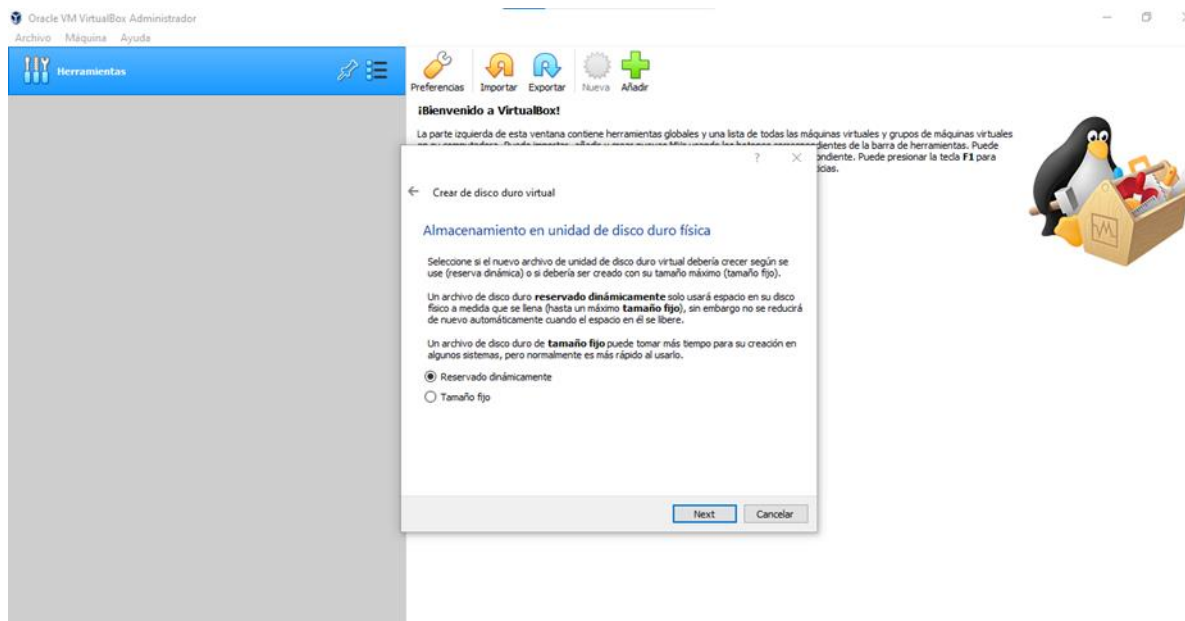 Oracle VM VirtualBox Administrador
Archivo Máquina Ayuda
Herramientas
Preferencias Importar Exportar Nueva Añadir
¡Bienvenido a VirtualBox!
La parte izquierda de esta ventana contiene herramientas globales y una lista de todas las máquinas virtuales y grupos de máquinas virtuales
dientes de la barra de herramientas. Puede
ondiente. Puede presionar la tecla F1 para
icias.
Crear de disco duro virtual
Almacenamiento en unidad de disco duro física
Seleccione si el nuevo archivo de unidad de disco duro virtual debería crecer según se
use (reserva dinámica) o si debería ser creado con su tamaño máximo (tamaño fijo).
Un archivo de disco duro reservado dinámicamente solo usará espacio en su disco
físico a medida que se llena (hasta un máximo tamaño fijo), sin embargo no se reducirá
de nuevo automáticamente cuando el espacio en él se libere.
Un archivo de disco duro de tamaño fijo puede tomar más tiempo para su creación en
algunos sistemas, pero normalmente es más rápido al usarlo.
Reservado dinámicamente
Tamaño fijo
Next Cancelar